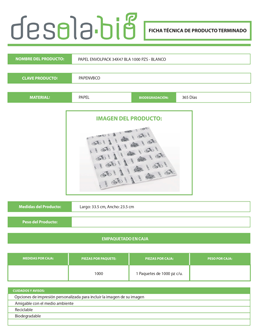 desola·bio
FICHA TÉCNICA DE PRODUCTO TERMINADO
NOMBRE DEL PRODUCTO: PAPEL ENVOLPACK 34X47 BLA 1000 PZS - BLANCO
CLAVE PRODUCTO: PAPENVBCO
MATERIAL: PAPEL BIODEGRADACIÓN: 365 Días
IMAGEN DEL PRODUCTO:
Medidas del Producto: Largo: 33.5 cm, Ancho: 23.5 cm
Peso del Producto:
EMPAQUETADO EN CAJA
MEDIDAS POR CAJA: PIEZAS POR PAQUETE: PIEZAS POR CAJA: PESO POR CAJA:
1000 1 Paquetes de 1000 pz c/u.
Opciones de impresión personalizada para incluir la imagen de su imagen
Amigable con el medio ambiente
Reciclable
Biodegradable